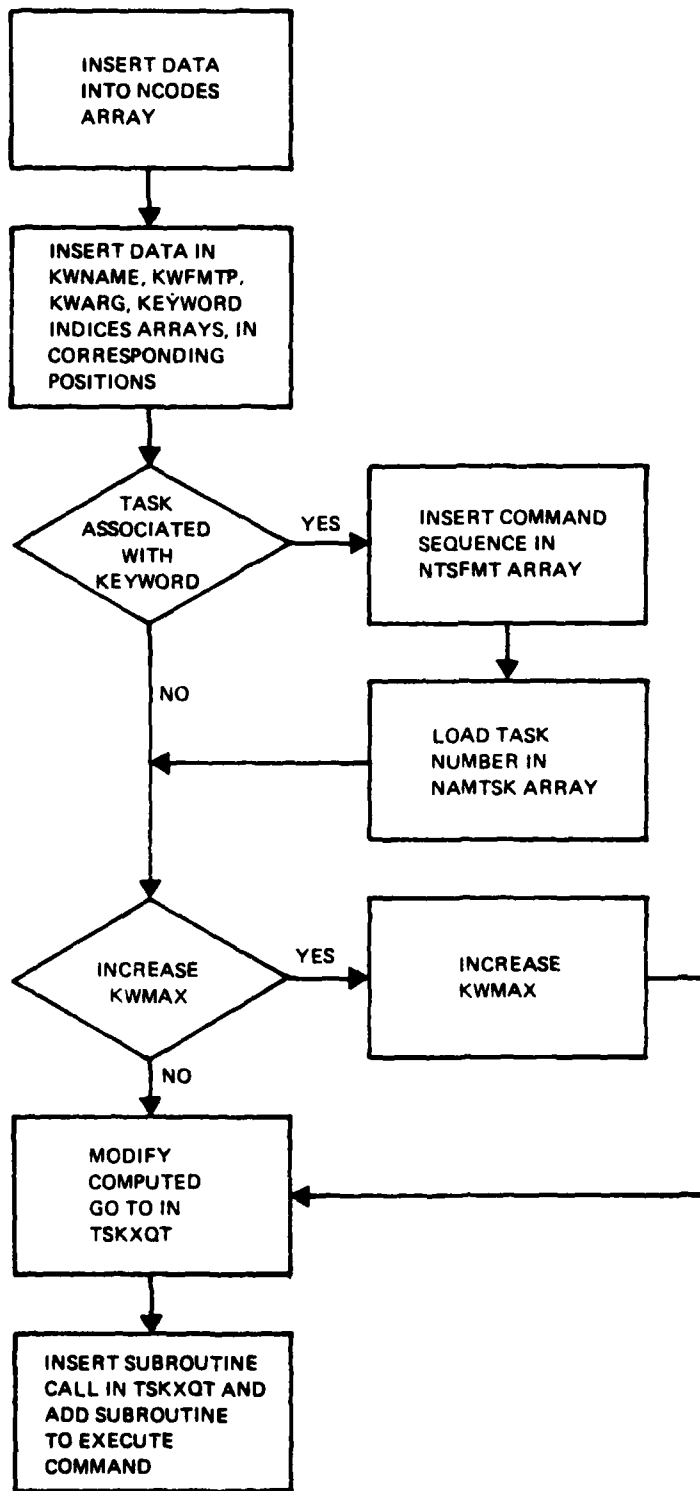 INSERT DATA
INTO NCODES
ARRAY
INSERT DATA IN
KWNAME, KWFMTP,
KWARG, KEYWORD
INDICES ARRAYS, IN
CORRESPONDING
POSITIONS
TASK
ASSOCIATED
WITH
KEYWORD
YES
INSERT COMMAND
SEQUENCE IN
NTSFMT ARRAY
NO
LOAD TASK
NUMBER IN
NAMTSK ARRAY
INCREASE
KWMAX
YES
INCREASE
KWMAX
NO
MODIFY
COMPUTED
GO TO IN
TSKXQT
INSERT SUBROUTINE
CALL IN TSKXQT AND
ADD SUBROUTINE
TO EXECUTE
COMMAND